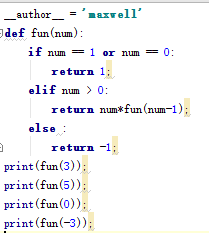 __author__ = 'maxwell'
def fun(num):
    if num == 1 or num == 0:
        return 1;
    elif num > 0:
        return num*fun(num-1);
    else :
        return -1;
print(fun(3));
print(fun(5));
print(fun(0));
print(fun(-3));